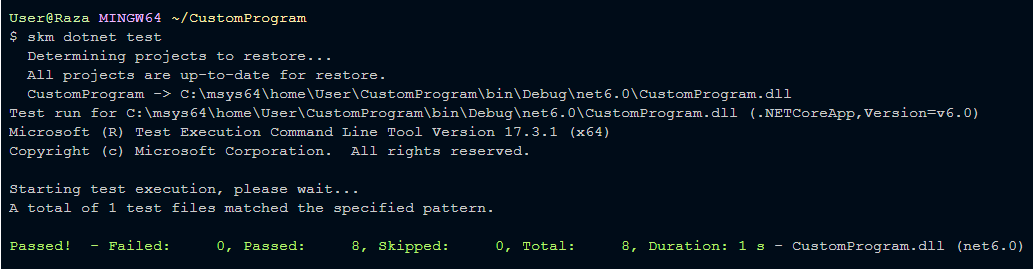 User@Raza MINGW64 ~/CustomProgram
$ skm dotnet test
  Determining projects to restore...
  All projects are up-to-date for restore.
  CustomProgram -> C:\msys64\home\User\CustomProgram\bin\Debug\net6.0\CustomProgram.dll
Test run for C:\msys64\home\User\CustomProgram\bin\Debug\net6.0\CustomProgram.dll (.NETCoreApp,Version=v6.0)
Microsoft (R) Test Execution Command Line Tool Version 17.3.1 (x64)
Copyright (c) Microsoft Corporation.  All rights reserved.

Starting test execution, please wait...
A total of 1 test files matched the specified pattern.

Passed!  - Failed:     0, Passed:     8, Skipped:     0, Total:     8, Duration: 1 s - CustomProgram.dll (net6.0)